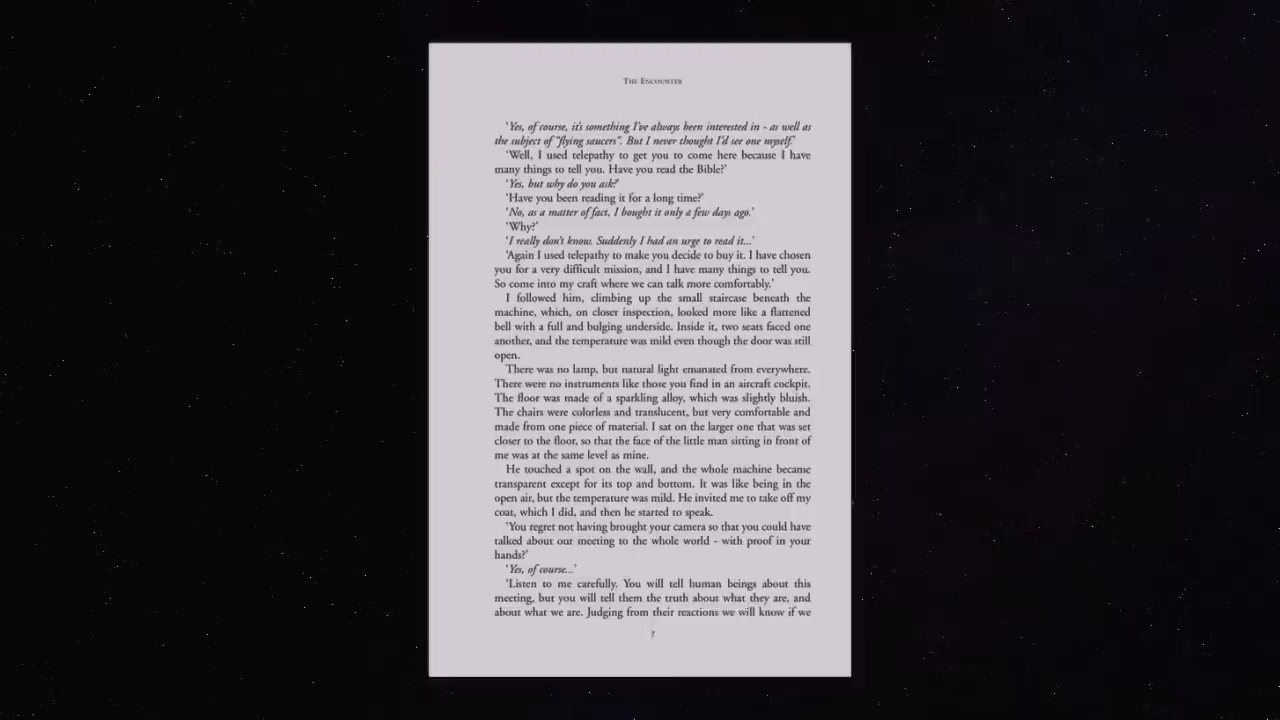 The Encounter
'Yes, of course, it's something I've always been interested in - as well as
the subject of "flying saucers". But I never thought I'd see one myself.'
'Well, I used telepathy to get you to come here because I have
many things to tell you. Have you read the Bible?'
'Yes, but why do you ask?'
'Have you been reading it for a long time?'
'No, as a matter of fact, I bought it only a few days ago.'
'Why?'
'I really don't know. Suddenly I had an urge to read it...'
'Again I used telepathy to make you decide to buy it. I have chosen
you for a very difficult mission, and I have many things to tell you.
So come into my craft where we can talk more comfortably.'
I followed him, climbing up the small staircase beneath the
machine, which, on closer inspection, looked more like a flattened
bell with a full and bulging underside. Inside it, two seats faced one
another, and the temperature was mild even though the door was still
open.
There was no lamp, but natural light emanated from everywhere.
There were no instruments like those you find in an aircraft cockpit.
The floor was made of a sparkling alloy, which was slightly bluish.
The chairs were colorless and translucent, but very comfortable and
made from one piece of material. I sat on the larger one that was set
closer to the floor, so that the face of the little man sitting in front of
me was at the same level as mine.
He touched a spot on the wall, and the whole machine became
transparent except for its top and bottom. It was like being in the
open air, but the temperature was mild. He invited me to take off my
coat, which I did, and then he started to speak.
'You regret not having brought your camera so that you could have
talked about our meeting to the whole world - with proof in your
hands?'
'Yes, of course...'
'Listen to me carefully. You will tell human beings about this
meeting, but you will tell them the truth about what they are, and
about what we are. Judging from their reactions we will know if we
7